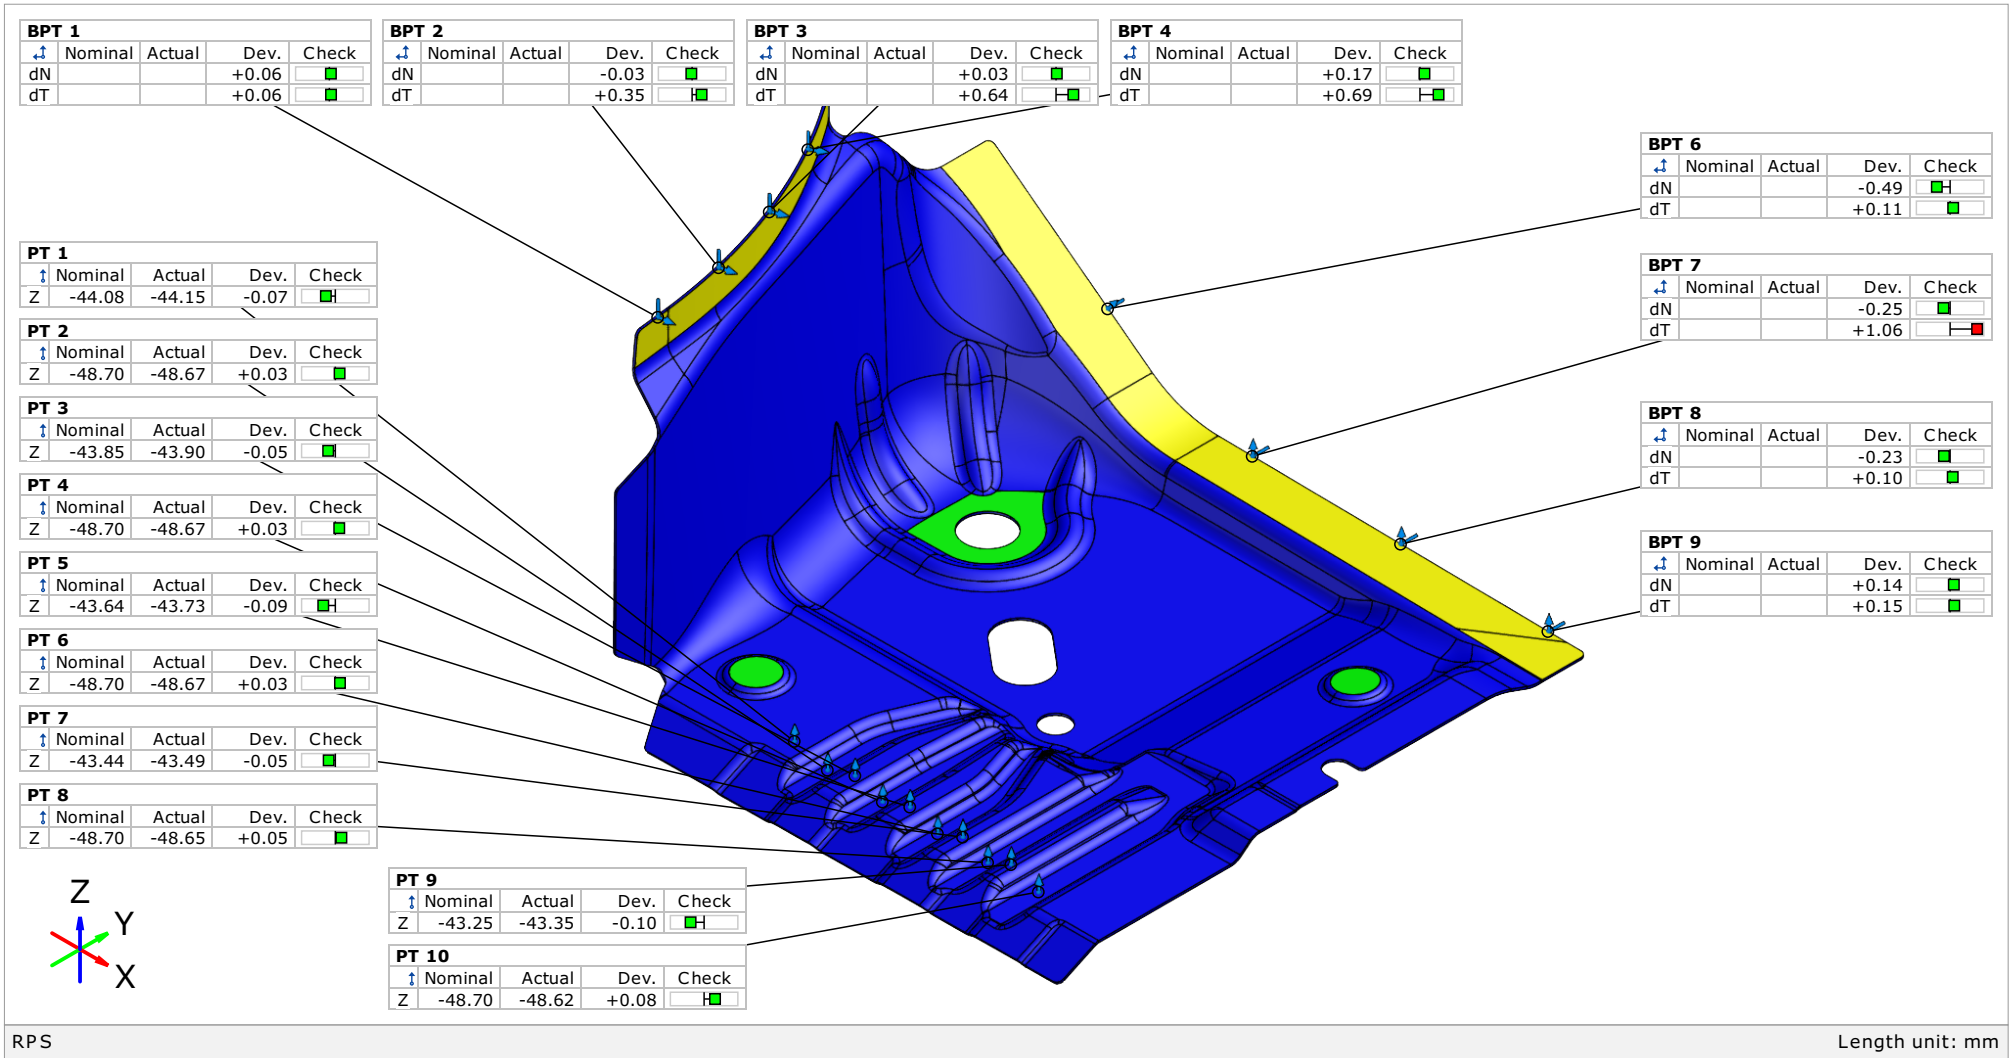 BPT 1
Nominal Actual Dev. Check
dN +0.06
dT +0.06
BPT 2
Nominal Actual Dev. Check
dN -0.03
dT +0.35
BPT 3
Nominal Actual Dev. Check
dN +0.03
dT +0.64
BPT 4
Nominal Actual Dev. Check
dN +0.17
dT +0.69
BPT 6
Nominal Actual Dev. Check
dN -0.49
dT +0.11
BPT 7
Nominal Actual Dev. Check
dN -0.25
dT +1.06
BPT 8
Nominal Actual Dev. Check
dN -0.23
dT +0.10
BPT 9
Nominal Actual Dev. Check
dN +0.14
dT +0.15
PT 1
Nominal Actual Dev. Check
Z -44.08 -44.15 -0.07
PT 2
Nominal Actual Dev. Check
Z -48.70 -48.67 +0.03
PT 3
Nominal Actual Dev. Check
Z -43.85 -43.90 -0.05
PT 4
Nominal Actual Dev. Check
Z -48.70 -48.67 +0.03
PT 5
Nominal Actual Dev. Check
Z -43.64 -43.73 -0.09
PT 6
Nominal Actual Dev. Check
Z -48.70 -48.67 +0.03
PT 7
Nominal Actual Dev. Check
Z -43.44 -43.49 -0.05
PT 8
Nominal Actual Dev. Check
Z -48.70 -48.65 +0.05
PT 9
Nominal Actual Dev. Check
Z -43.25 -43.35 -0.10
PT 10
Nominal Actual Dev. Check
Z -48.70 -48.62 +0.08
Z
Y
X
RPS
Length unit: mm